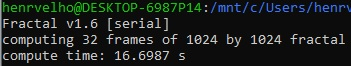 henrvelho@DESKTOP-6987P14:/mnt/c/Users/henrv
Fractal v1.6 [serial]
computing 32 frames of 1024 by 1024 fractal
compute time: 16.6987 s